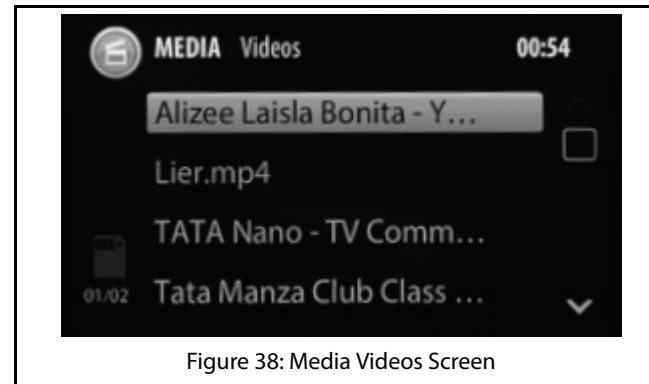 MEDIA Videos 00:54
Alizee Laisla Bonita - Y...
Lier.mp4
TATA Nano - TV Comm...
01/02 Tata Manza Club Class ...
Figure 38: Media Videos Screen